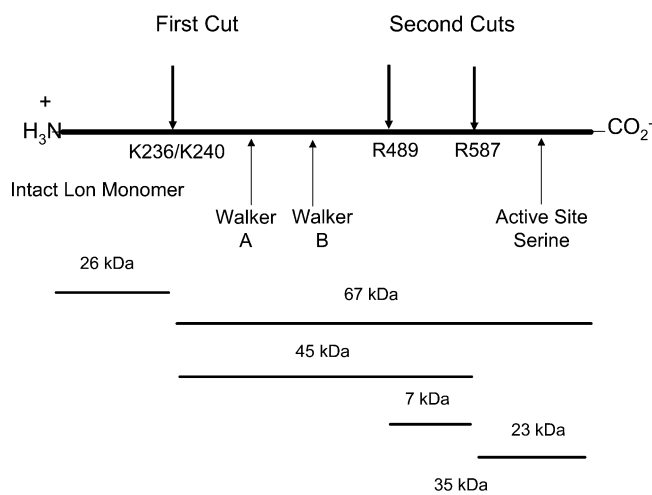 First Cut Second Cuts
+
H₃N CO₂⁻
K236/K240 R489 R587
Intact Lon Monomer
Walker Walker Active Site
A B Serine
26 kDa
67 kDa
45 kDa
7 kDa
23 kDa
35 kDa